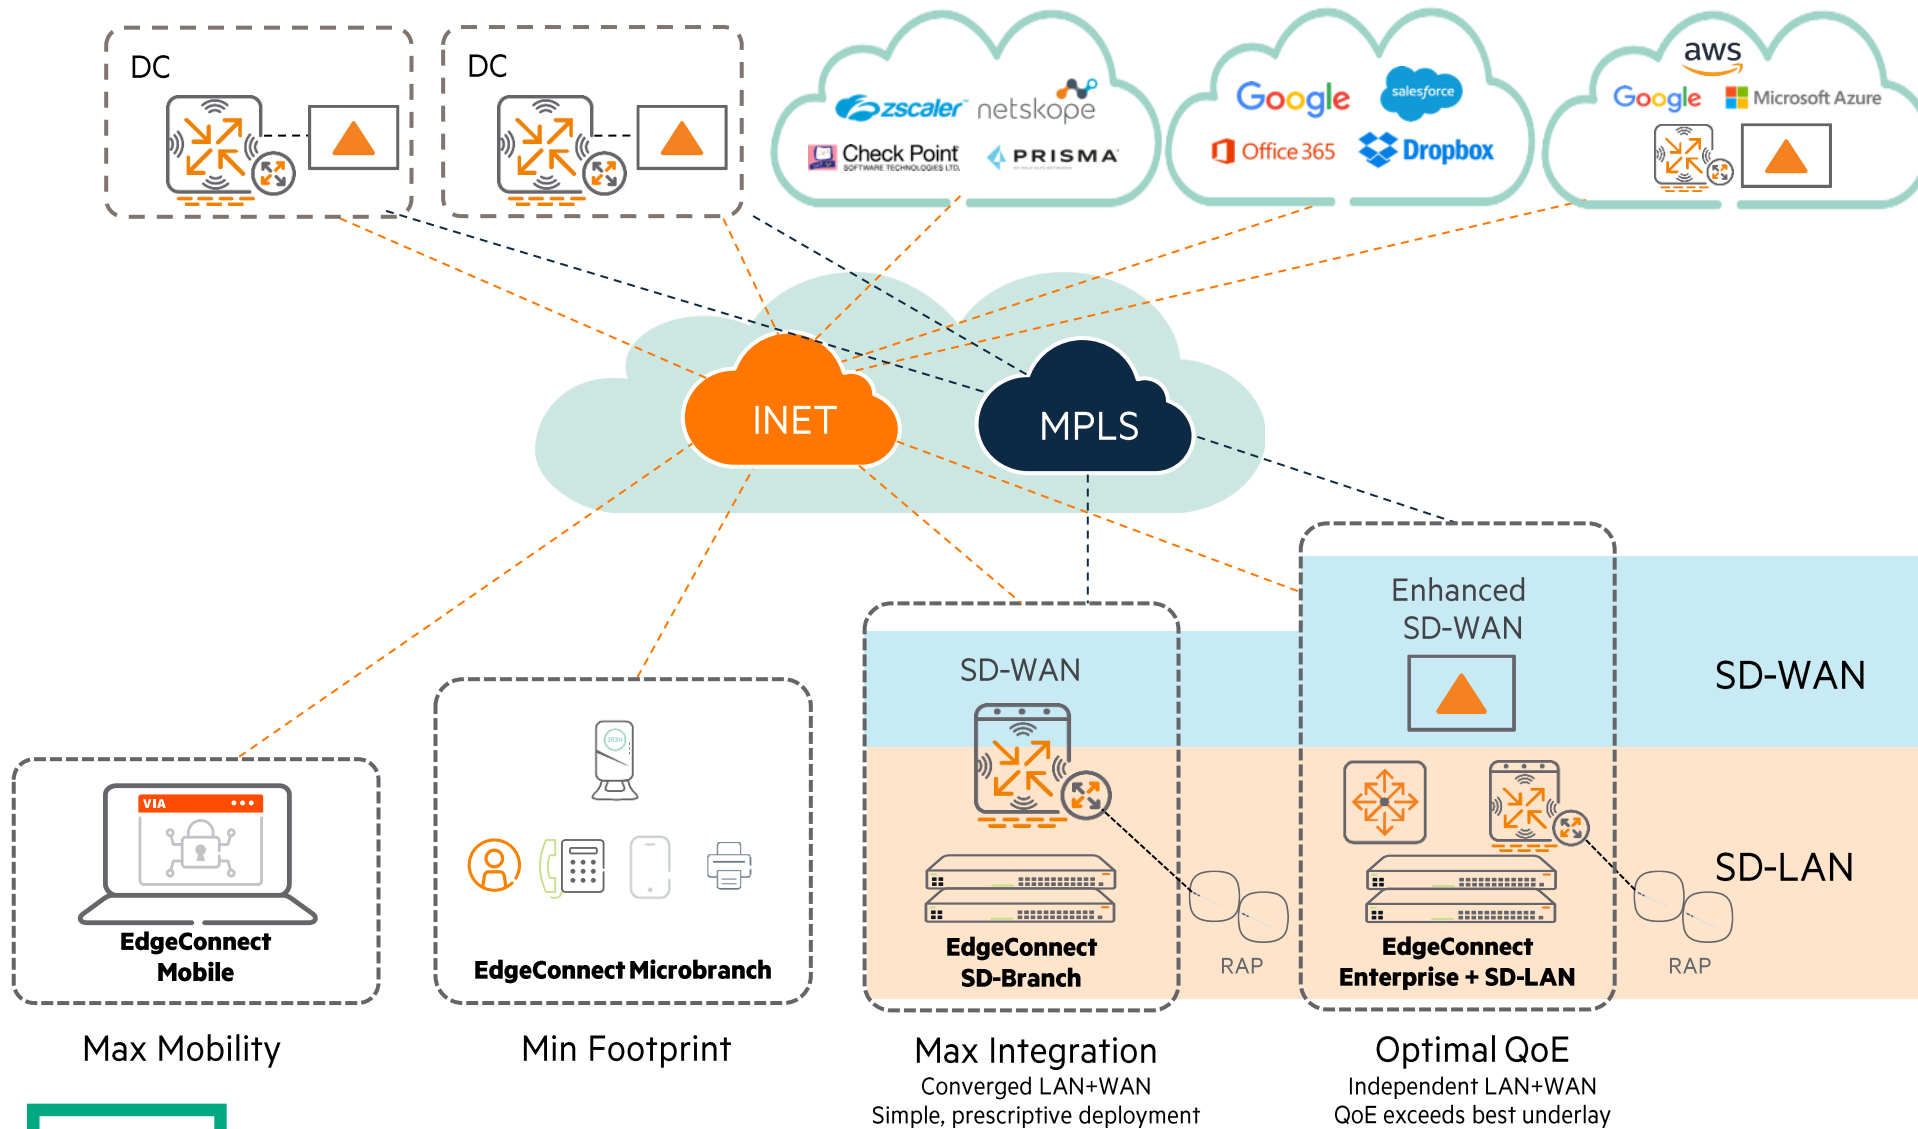 DC
DC
zscaler
netskope
Check Point
SOFTWARE TECHNOLOGIES LTD.
PRISMA
Google
salesforce
Office 365
Dropbox
aws
Google
Microsoft Azure
INET
MPLS
Enhanced
SD-WAN
SD-WAN
SD-WAN
SD-LAN
VIA
303H
EdgeConnect
Mobile
EdgeConnect Microbranch
EdgeConnect
SD-Branch
RAP
EdgeConnect
Enterprise + SD-LAN
RAP
Max Mobility
Min Footprint
Max Integration
Converged LAN+WAN
Simple, prescriptive deployment
Optimal QoE
Independent LAN+WAN
QoE exceeds best underlay